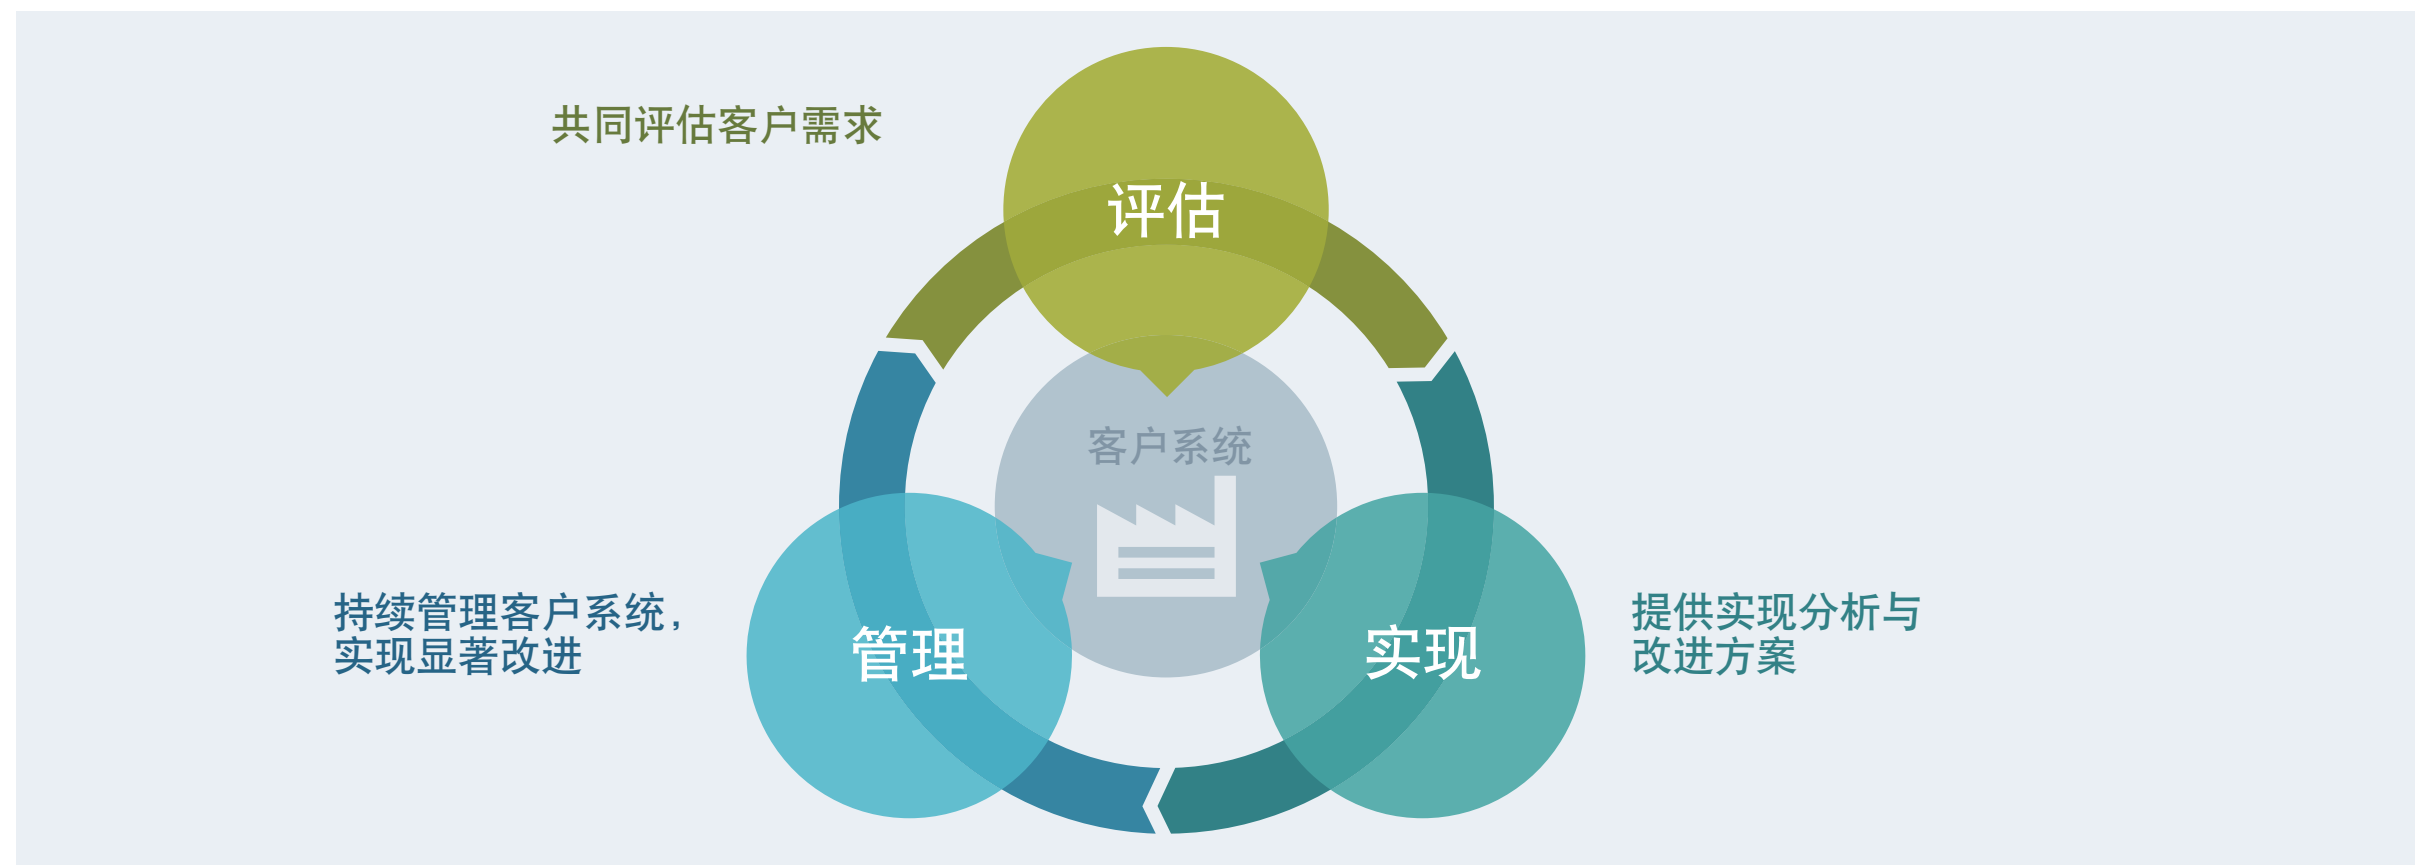 共同评估客户需求
评估
客户系统
持续管理客户系统，
实现显著改进
管理
实现
提供实现分析与
改进方案